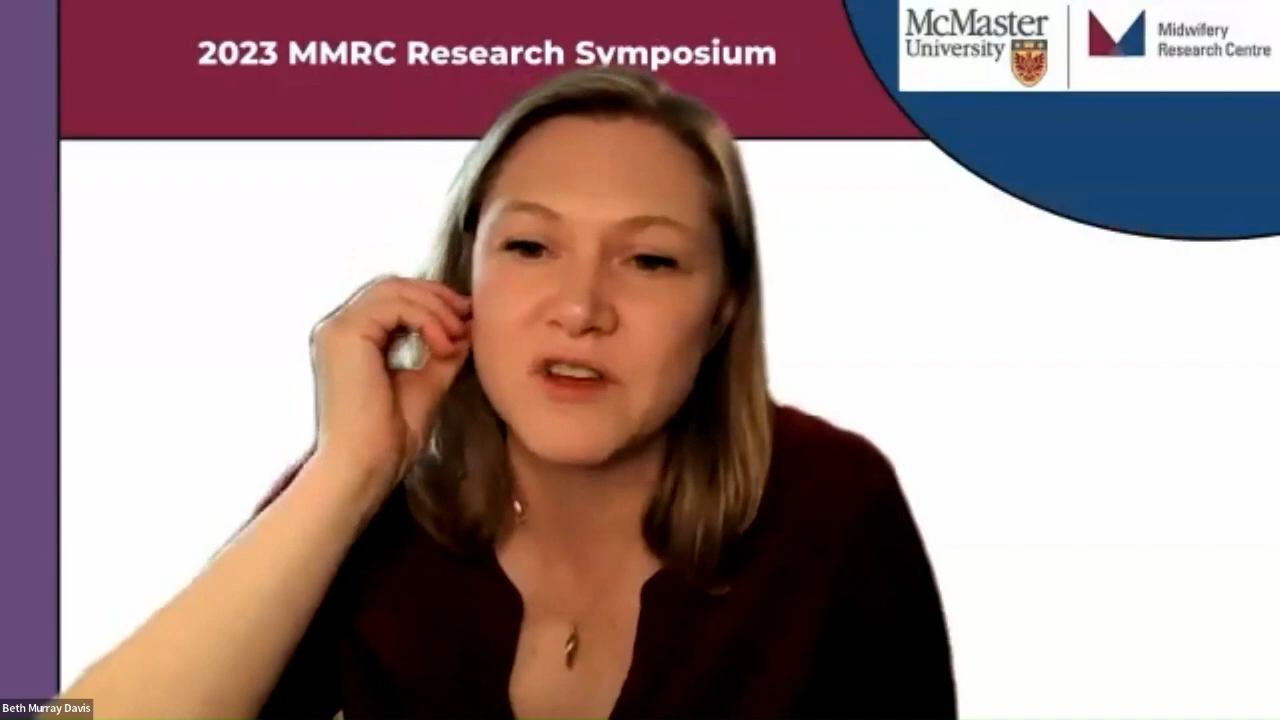 2023 MMRC Research Symposium
McMaster
University
Midwifery
Research Centre
Beth Murray Davis